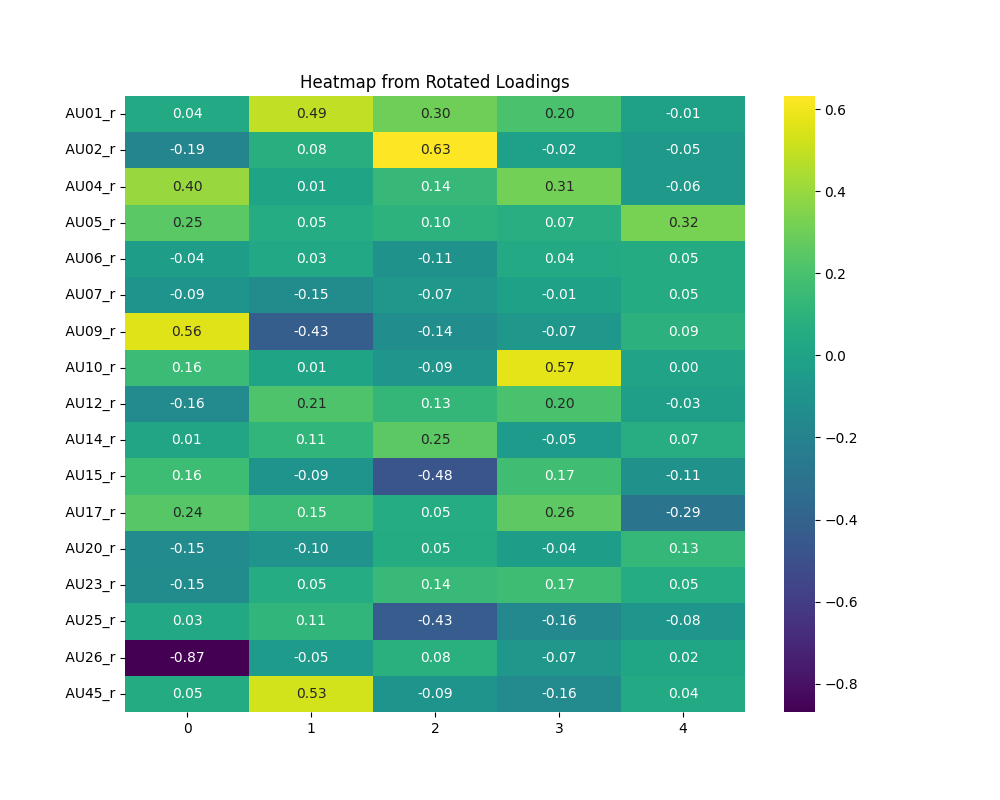 Heatmap from Rotated Loadings
AU01_r 0.04 0.49 0.30 0.20 -0.01
AU02_r -0.19 0.08 0.63 -0.02 -0.05
AU04_r 0.40 0.01 0.14 0.31 -0.06
AU05_r 0.25 0.05 0.10 0.07 0.32
AU06_r -0.04 0.03 -0.11 0.04 0.05
AU07_r -0.09 -0.15 -0.07 -0.01 0.05
AU09_r 0.56 -0.43 -0.14 -0.07 0.09
AU10_r 0.16 0.01 -0.09 0.57 0.00
AU12_r -0.16 0.21 0.13 0.20 -0.03
AU14_r 0.01 0.11 0.25 -0.05 0.07
AU15_r 0.16 -0.09 -0.48 0.17 -0.11
AU17_r 0.24 0.15 0.05 0.26 -0.29
AU20_r -0.15 -0.10 0.05 -0.04 0.13
AU23_r -0.15 0.05 0.14 0.17 0.05
AU25_r 0.03 0.11 -0.43 -0.16 -0.08
AU26_r -0.87 -0.05 0.08 -0.07 0.02
AU45_r 0.05 0.53 -0.09 -0.16 0.04
0 1 2 3 4
0.6
0.4
0.2
0.0
−0.2
−0.4
−0.6
−0.8